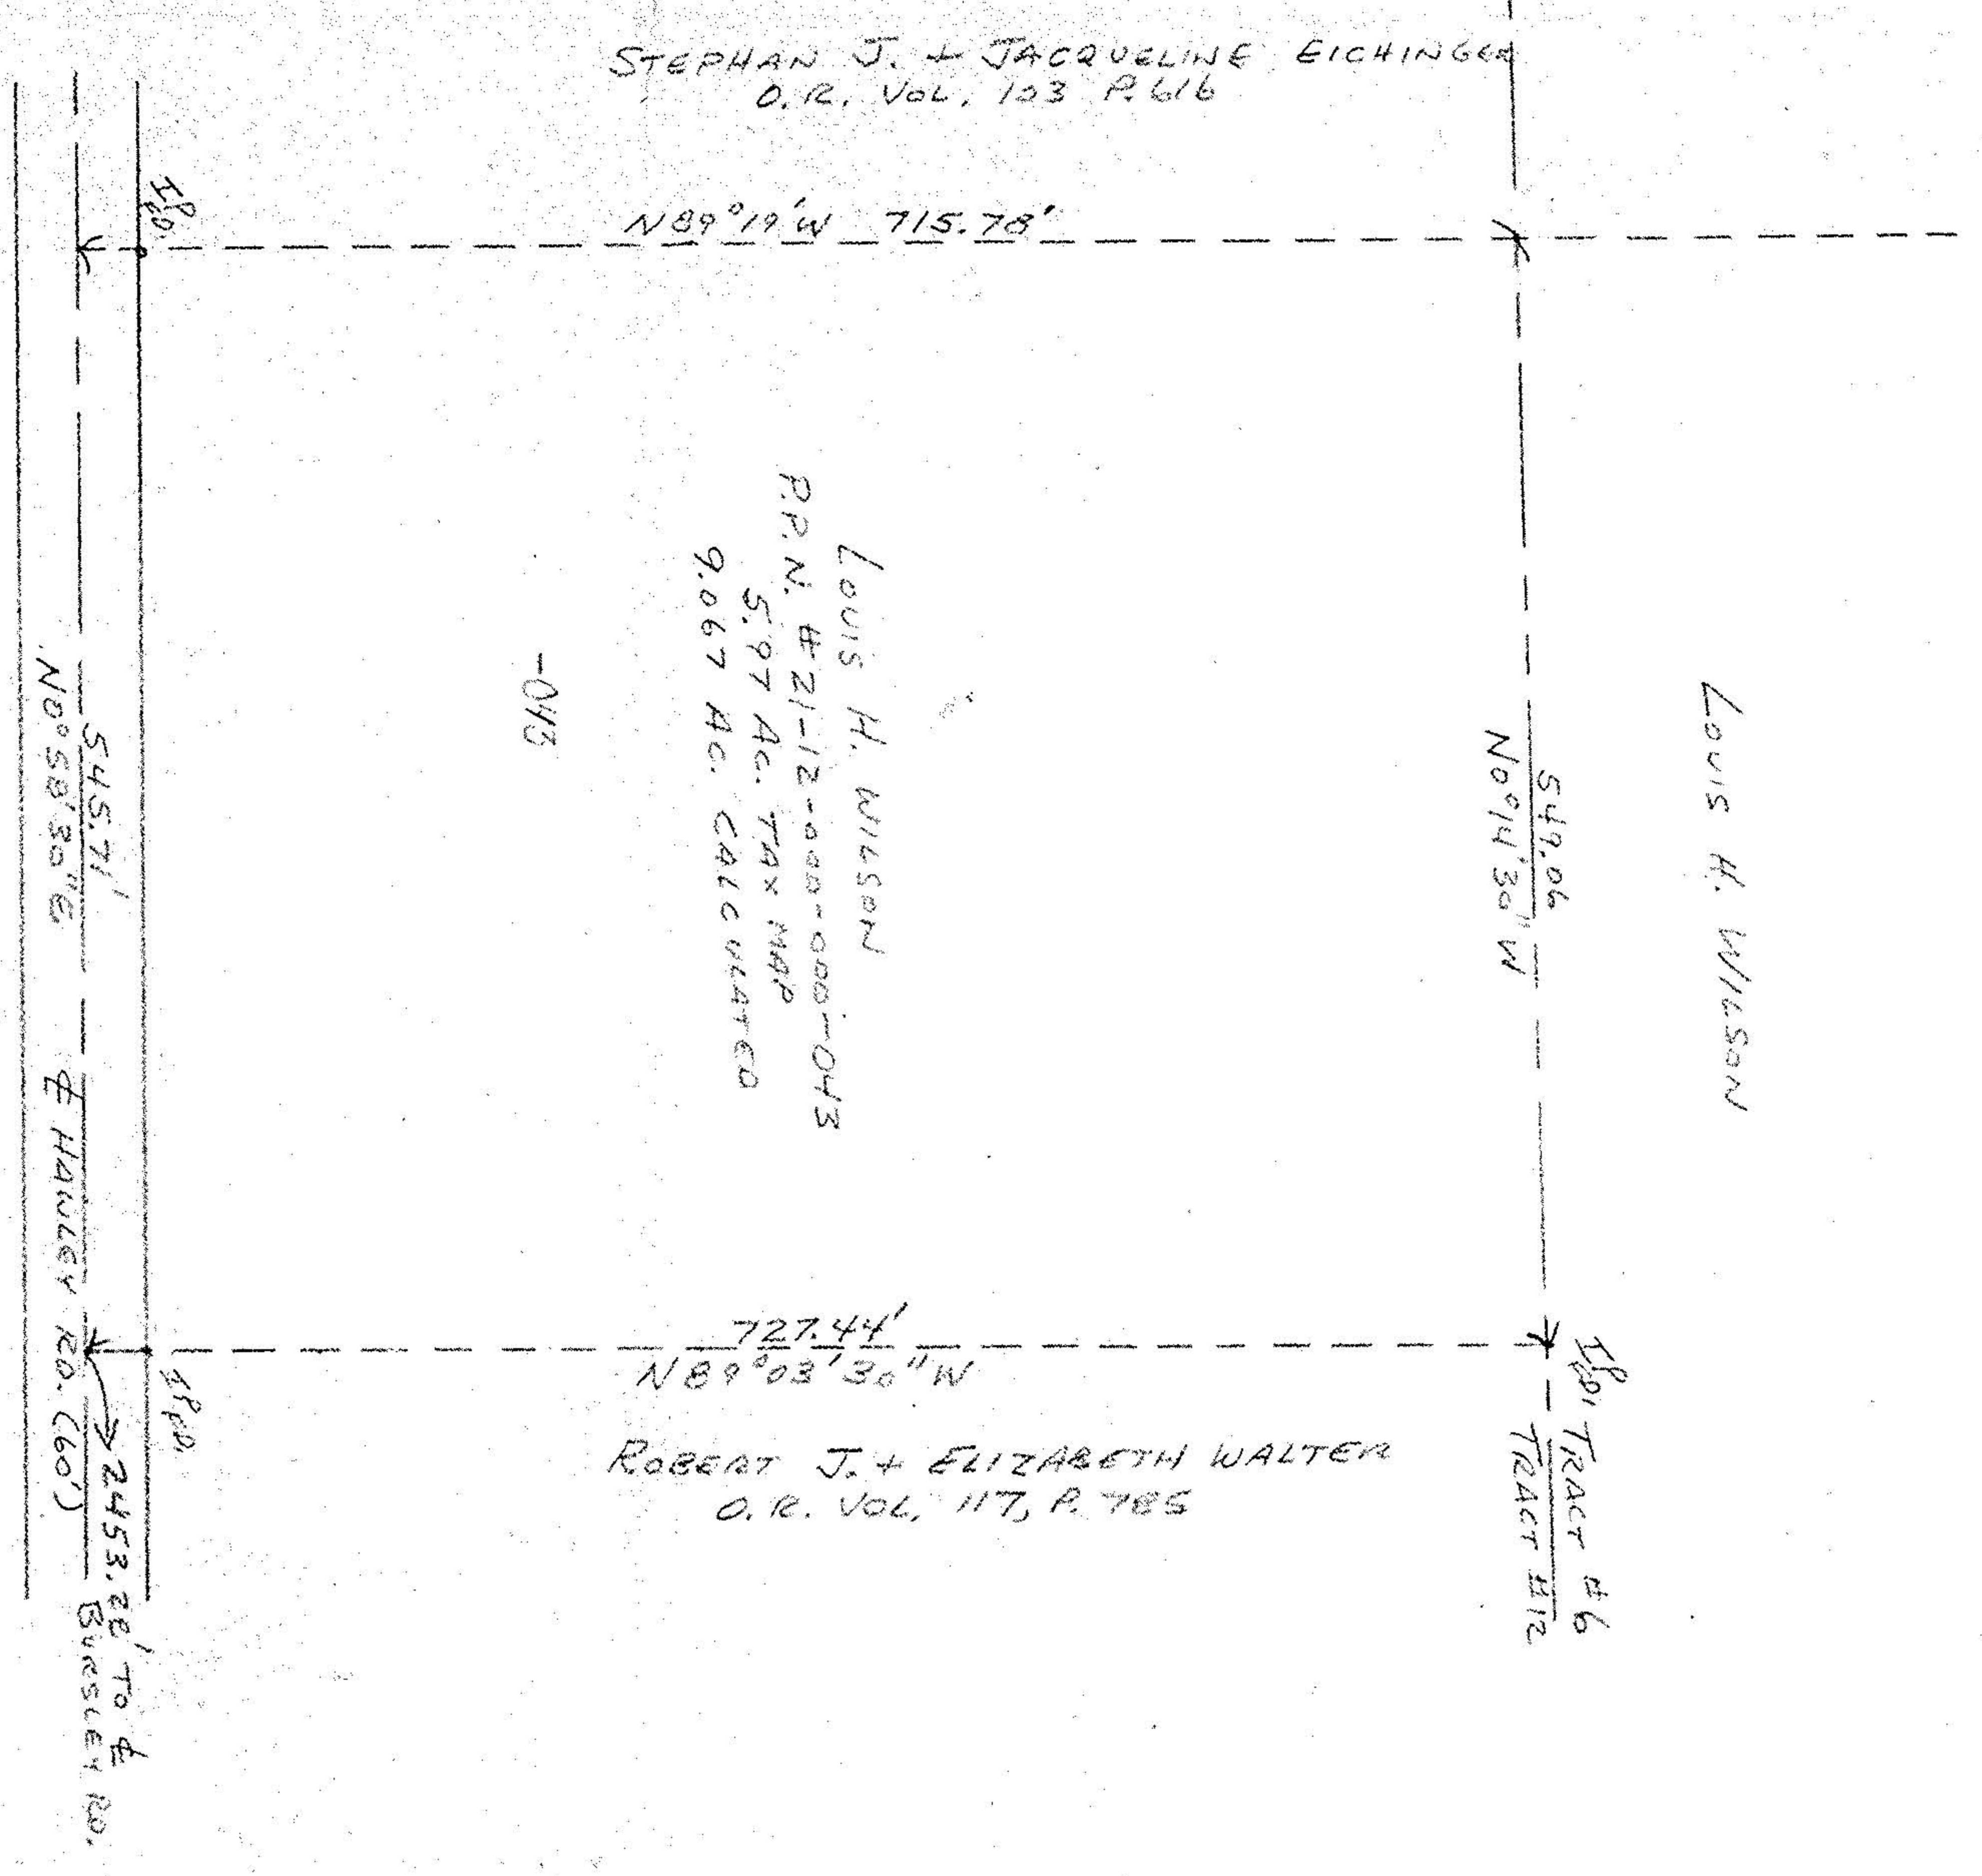 STEPHAN J. + JACQUELINE EICHINGER
O.R. VOL. 103 P. 616
I.P. FD.
N89°19'W 715.78'
LOUIS H. WILSON
P.P.N. #21-12-000-000-043
5.97 AC. TAX MAP
9.067 AC. CALCULATED
-043
549.06
N0°14'30"W
LOUIS H. WILSON
545.71'
N0°58'30"E
℄ HAWLEY RD. (60')
727.44'
N89°03'30"W
I.P. FD.
I.P. FD.
TRACT #6
TRACT #12
ROBERT J. + ELIZABETH WALTER
O.R. VOL. 117, P. 785
2453.22' TO ℄
BURSLEY RD.